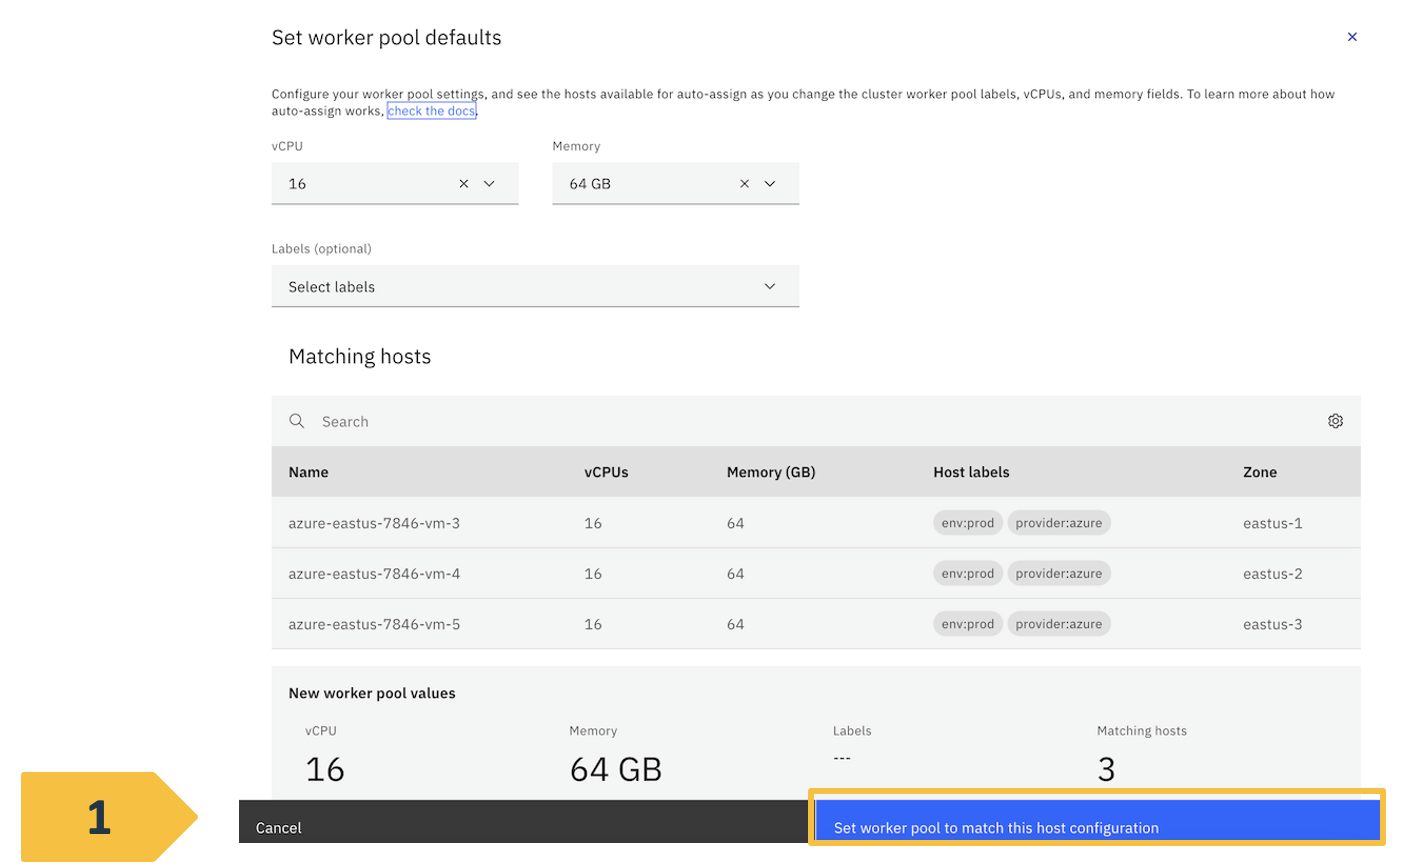 Set worker pool defaults
Configure your worker pool settings, and see the hosts available for auto-assign as you change the cluster worker pool labels, vCPUs, and memory fields. To learn more about how
auto-assign works, check the docs.
vCPU Memory
16 64 GB
Labels (optional)
Select labels
Matching hosts
Search
Name vCPUs Memory (GB) Host labels Zone
azure-eastus-7846-vm-3 16 64 env:prod provider:azure eastus-1
azure-eastus-7846-vm-4 16 64 env:prod provider:azure eastus-2
azure-eastus-7846-vm-5 16 64 env:prod provider:azure eastus-3
New worker pool values
vCPU Memory Labels Matching hosts
16 64 GB --- 3
1
Cancel Set worker pool to match this host configuration